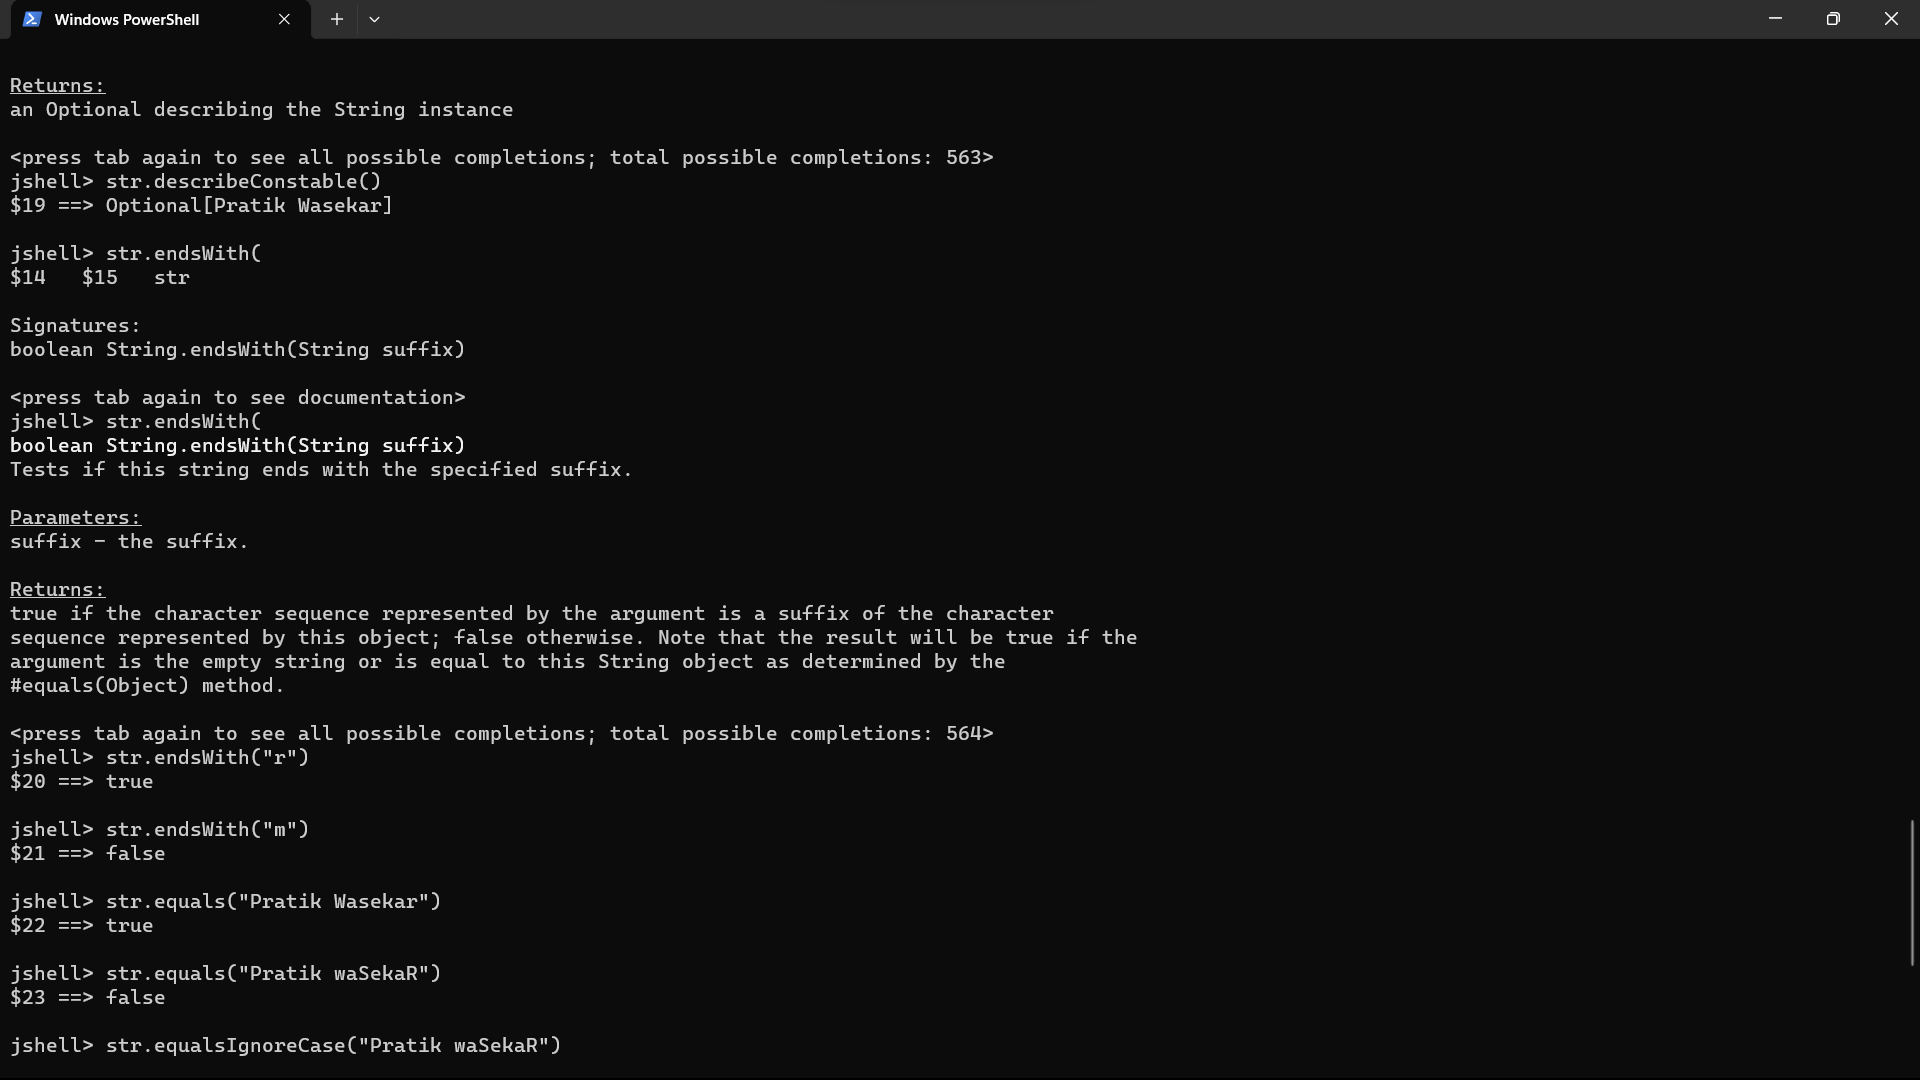 Windows PowerShell
Returns:
an Optional describing the String instance
<press tab again to see all possible completions; total possible completions: 563>
jshell> str.describeConstable()
$19 ==> Optional[Pratik Wasekar]
jshell> str.endsWith(
$14   $15   str
Signatures:
boolean String.endsWith(String suffix)
<press tab again to see documentation>
jshell> str.endsWith(
boolean String.endsWith(String suffix)
Tests if this string ends with the specified suffix.
Parameters:
suffix - the suffix.
Returns:
true if the character sequence represented by the argument is a suffix of the character
sequence represented by this object; false otherwise. Note that the result will be true if the
argument is the empty string or is equal to this String object as determined by the
#equals(Object) method.
<press tab again to see all possible completions; total possible completions: 564>
jshell> str.endsWith("r")
$20 ==> true
jshell> str.endsWith("m")
$21 ==> false
jshell> str.equals("Pratik Wasekar")
$22 ==> true
jshell> str.equals("Pratik waSekaR")
$23 ==> false
jshell> str.equalsIgnoreCase("Pratik waSekaR")